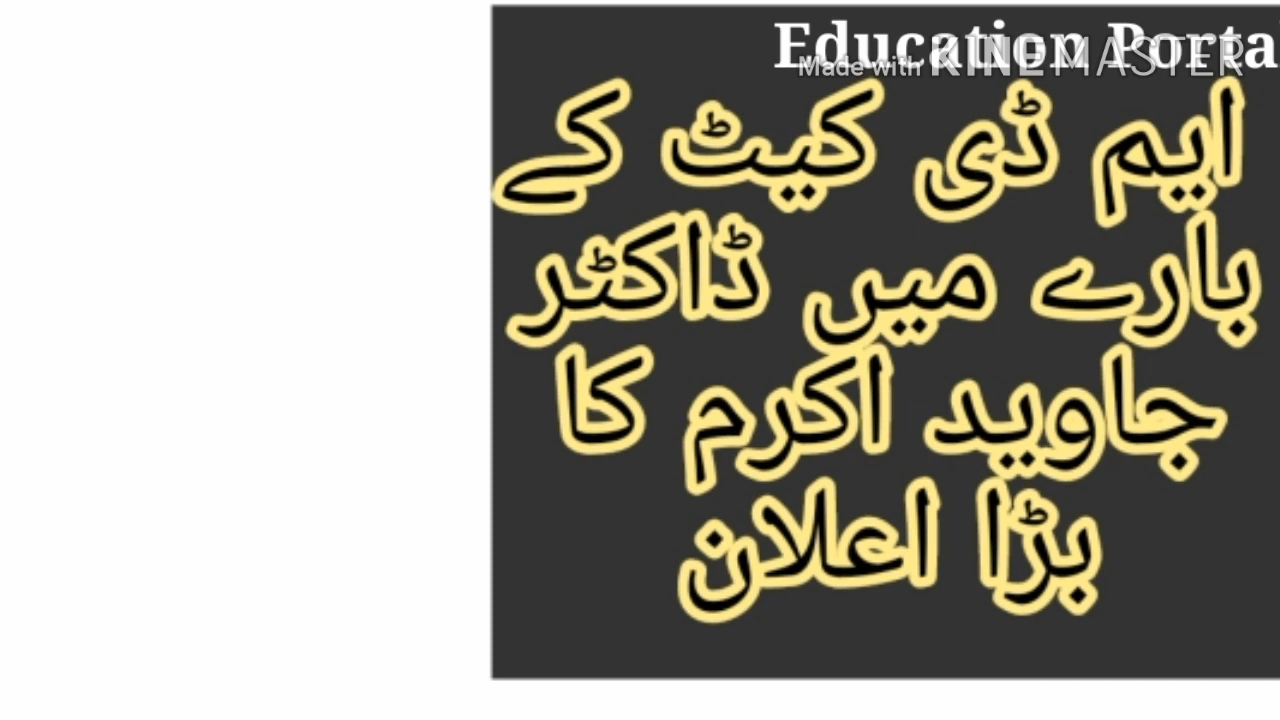 Education Porta
Made with KINEMASTER
ایم ڈی کیٹ کے
بارے میں ڈاکٹر
جاوید اکرم کا
بڑا اعلان